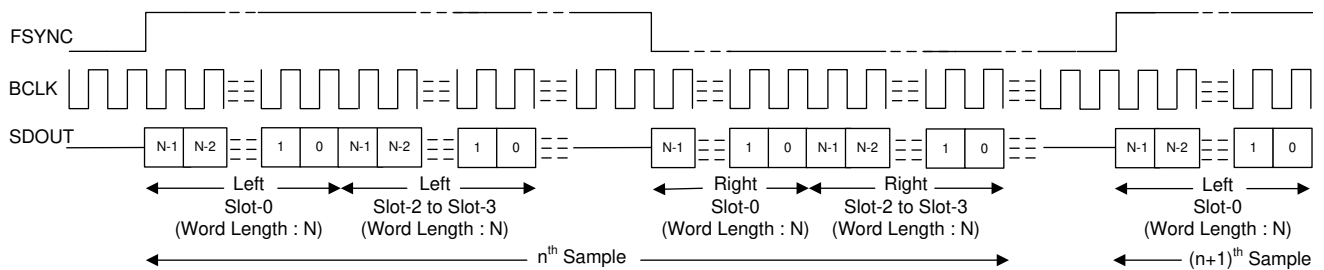 FSYNC
BCLK
SDOUT
N-1 N-2 1 0 N-1 N-2 1 0 N-1 1 0 N-1 N-2 1 0 N-1 N-2 1 0
Left Left Right Right Left
Slot-0 Slot-2 to Slot-3 Slot-0 Slot-2 to Slot-3 Slot-0
(Word Length : N) (Word Length : N) (Word Length : N) (Word Length : N) (Word Length : N)
nth Sample (n+1)th Sample